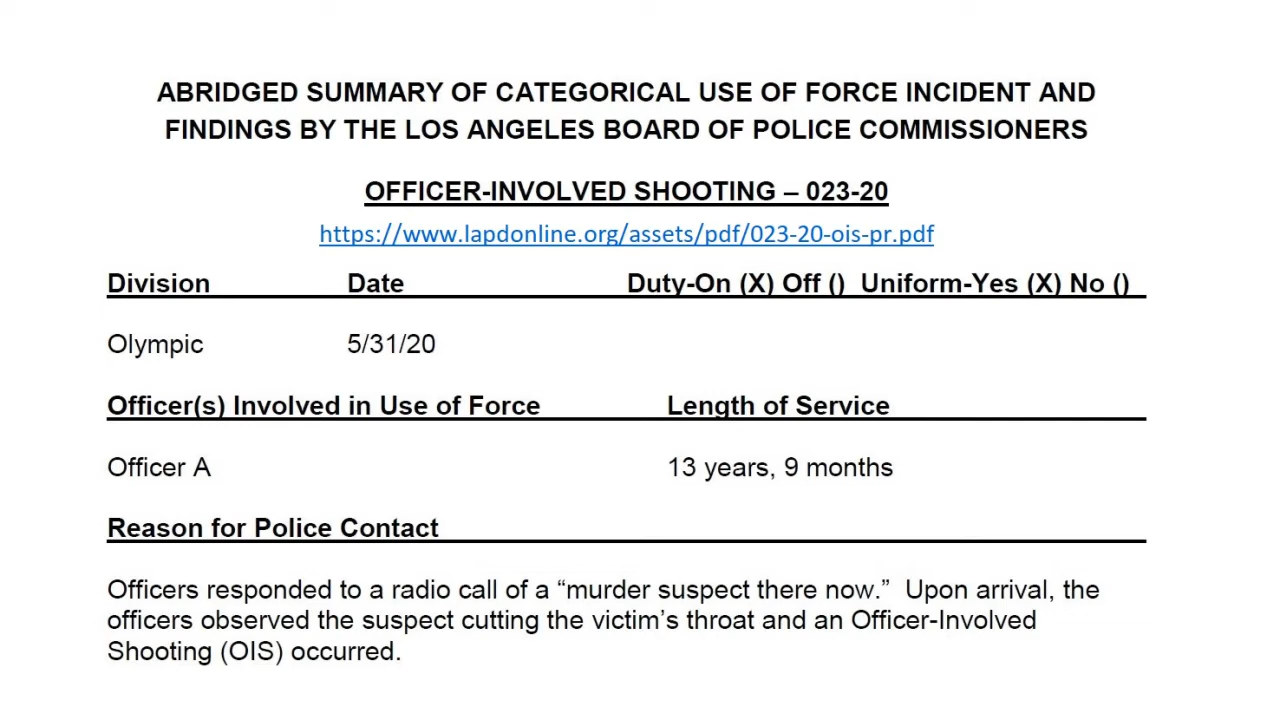 ABRIDGED SUMMARY OF CATEGORICAL USE OF FORCE INCIDENT AND
FINDINGS BY THE LOS ANGELES BOARD OF POLICE COMMISSIONERS
OFFICER-INVOLVED SHOOTING – 023-20
https://www.lapdonline.org/assets/pdf/023-20-ois-pr.pdf
Division Date Duty-On (X) Off () Uniform-Yes (X) No ()
Olympic 5/31/20
Officer(s) Involved in Use of Force Length of Service
Officer A 13 years, 9 months
Reason for Police Contact
Officers responded to a radio call of a “murder suspect there now.” Upon arrival, the
officers observed the suspect cutting the victim’s throat and an Officer-Involved
Shooting (OIS) occurred.